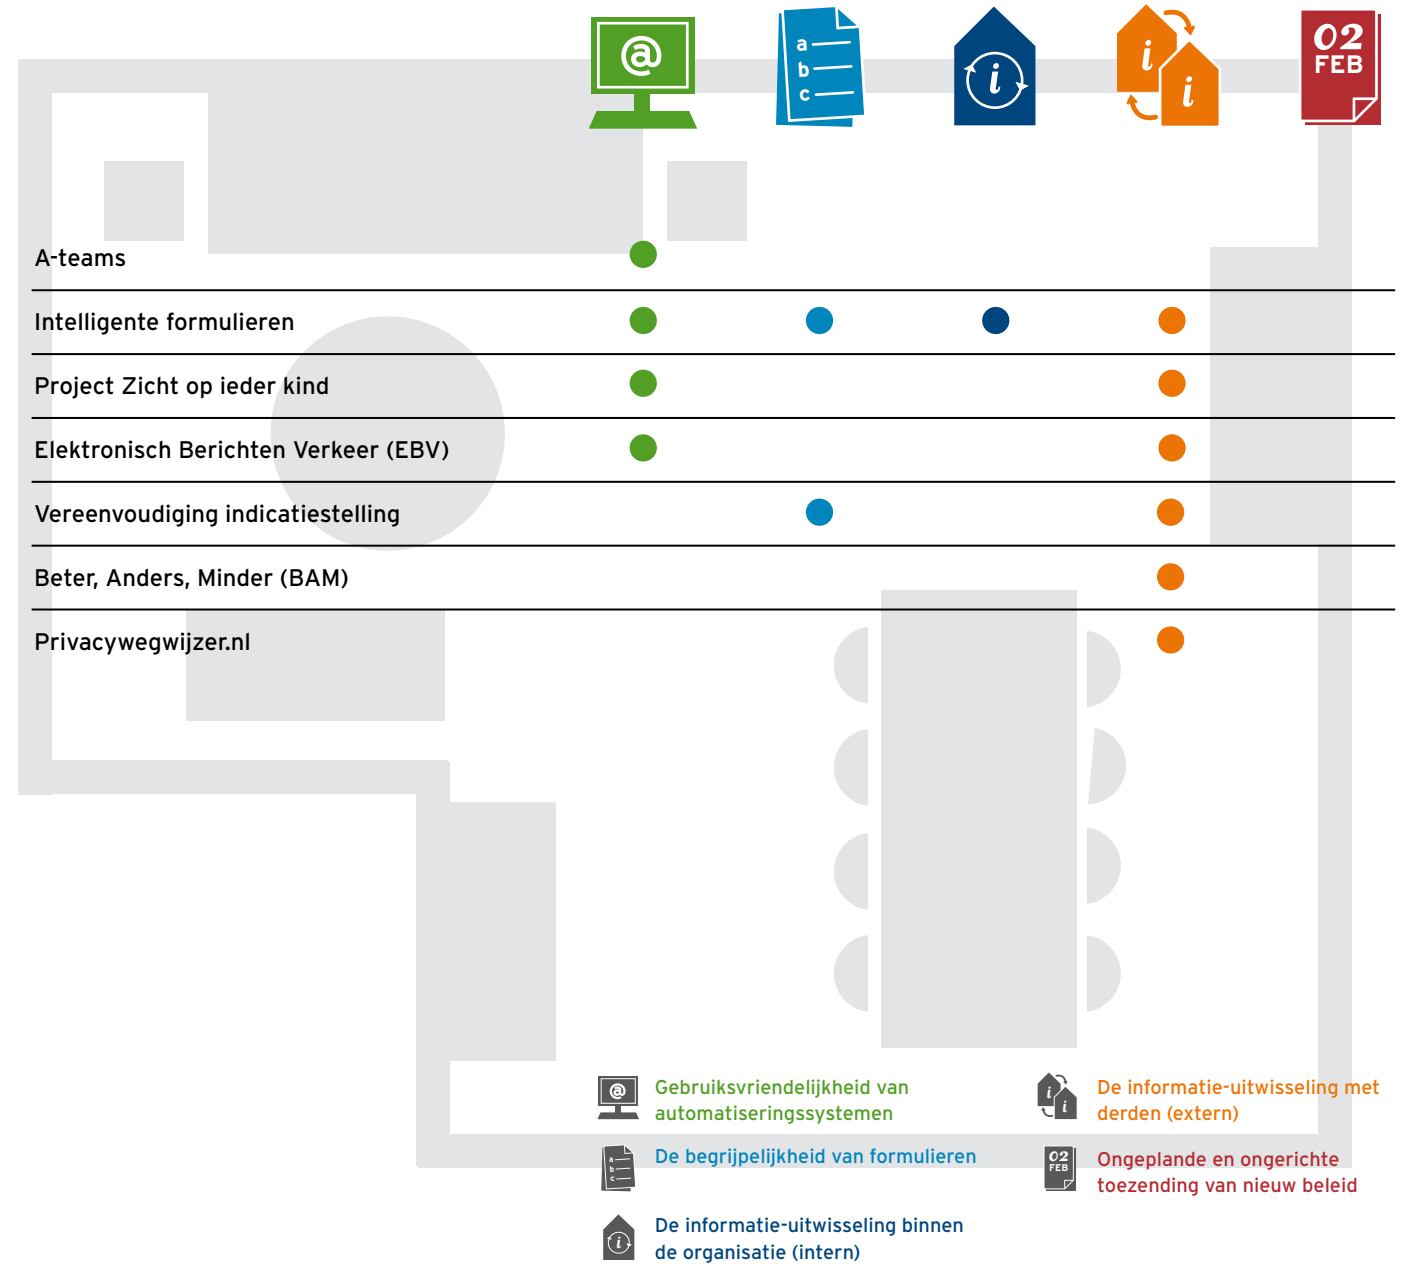 @
a
b
c
i
i
i
02
FEB
A-teams
Intelligente formulieren
Project Zicht op ieder kind
Elektronisch Berichten Verkeer (EBV)
Vereenvoudiging indicatiestelling
Beter, Anders, Minder (BAM)
Privacywegwijzer.nl
@
Gebruiksvriendelijkheid van
automatiseringssystemen
a
b
c
De begrijpelijkheid van formulieren
i
De informatie-uitwisseling binnen
de organisatie (intern)
i
i
De informatie-uitwisseling met
derden (extern)
02
FEB
Ongeplande en ongerichte
toezending van nieuw beleid